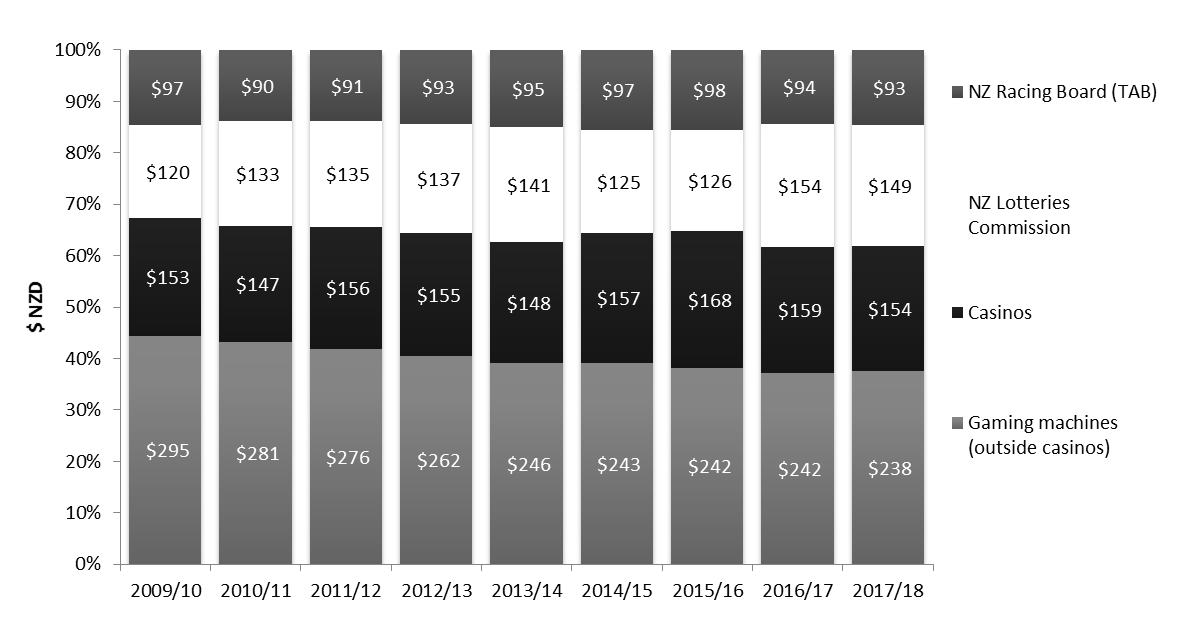 100%
90%
80%
70%
60%
50%
40%
30%
20%
10%
0%
$ NZD
$97 $90 $91 $93 $95 $97 $98 $94 $93
$120 $133 $135 $137 $141 $125 $126 $154 $149
$153 $147 $156 $155 $148 $157 $168 $159 $154
$295 $281 $276 $262 $246 $243 $242 $242 $238
2009/10 2010/11 2011/12 2012/13 2013/14 2014/15 2015/16 2016/17 2017/18
NZ Racing Board (TAB)
NZ Lotteries
Commission
Casinos
Gaming machines
(outside casinos)